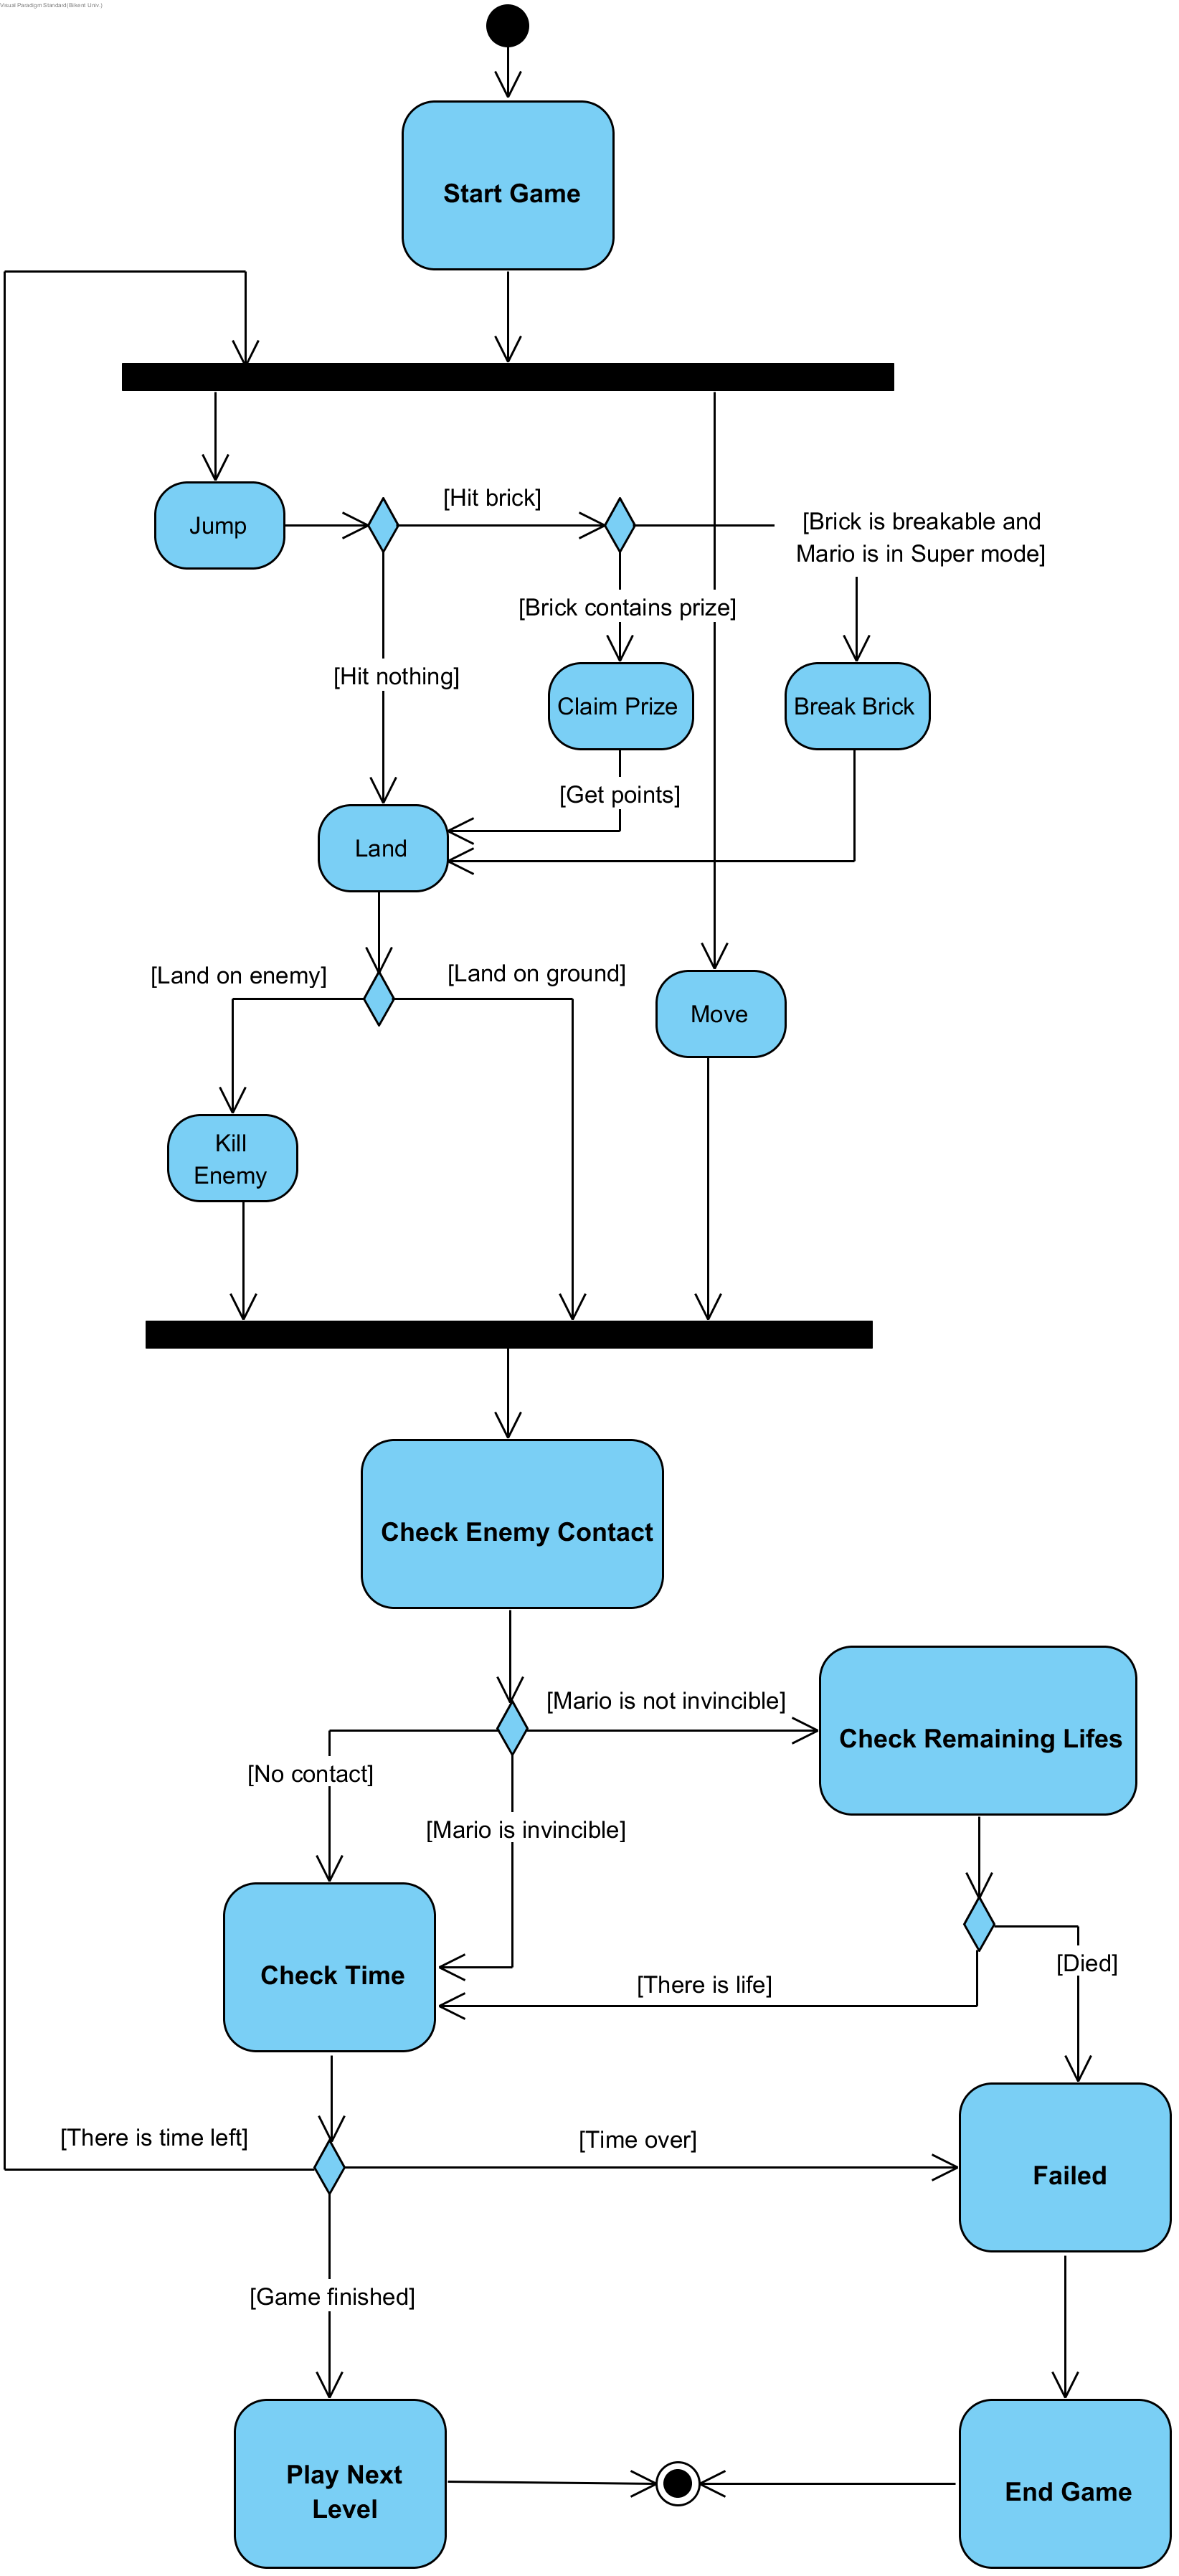 Visual Paradigm Standard(Bilkent Univ.)
Start Game
Jump
[Hit brick]
[Brick is breakable and
Mario is in Super mode]
[Brick contains prize]
[Hit nothing]
Claim Prize
Break Brick
[Get points]
Land
[Land on enemy]
[Land on ground]
Move
Kill
Enemy
Check Enemy Contact
[Mario is not invincible]
Check Remaining Lifes
[No contact]
[Mario is invincible]
Check Time
[There is life]
[Died]
[There is time left]
[Time over]
Failed
[Game finished]
Play Next
Level
End Game